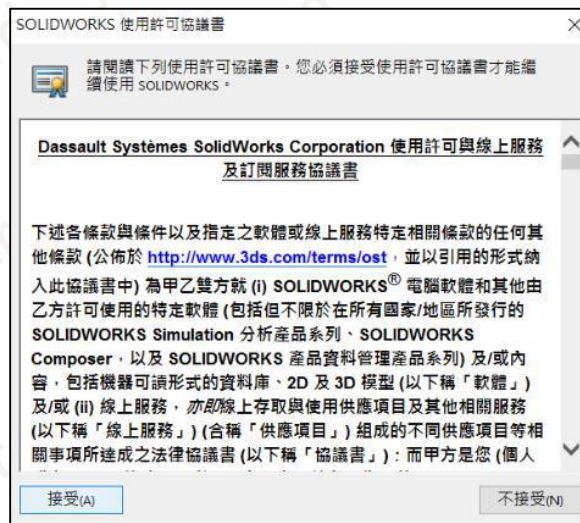 SOLIDWORKS 使用許可協議書
請閱讀下列使用許可協議書。您必須接受使用許可協議書才能繼
續使用 SOLIDWORKS。
Dassault Systèmes SolidWorks Corporation 使用許可與線上服務
及訂閱服務協議書
下述各條款與條件以及指定之軟體或線上服務特定相關條款的任何其
他條款 (公佈於 http://www.3ds.com/terms/ost，並以引用的形式納
入此協議書中) 為甲乙雙方就 (i) SOLIDWORKS® 電腦軟體和其他由
乙方許可使用的特定軟體 (包括但不限於在所有國家/地區所發行的
SOLIDWORKS Simulation 分析產品系列、SOLIDWORKS
Composer，以及 SOLIDWORKS 產品資料管理產品系列) 及/或內
容，包括機器可讀形式的資料庫、2D 及 3D 模型 (以下稱「軟體」)
及/或 (ii) 線上服務，亦即線上存取與使用供應項目及其他相關服務
(以下稱「線上服務」) (合稱「供應項目」) 組成的不同供應項目等相
關事項所達成之法律協議書 (以下稱「協議書」)：而甲方是您 (個人
接受(A)
不接受(N)